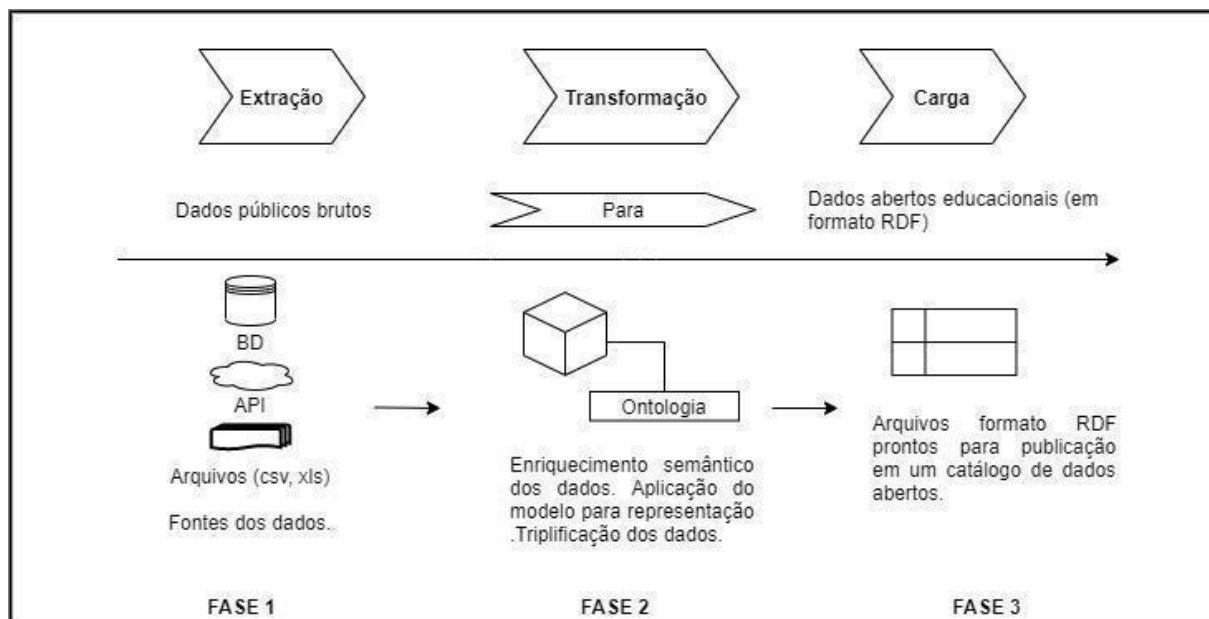 Extração
Transformação
Carga
Dados públicos brutos
Para
Dados abertos educacionais (em
formato RDF)
BD
API
Arquivos (csv, xls)
Fontes dos dados.
Ontologia
Enriquecimento semântico
dos dados. Aplicação do
modelo para representação
.Triplificação dos dados.
Arquivos formato RDF
prontos para publicação
em um catálogo de dados
abertos.
FASE 1
FASE 2
FASE 3